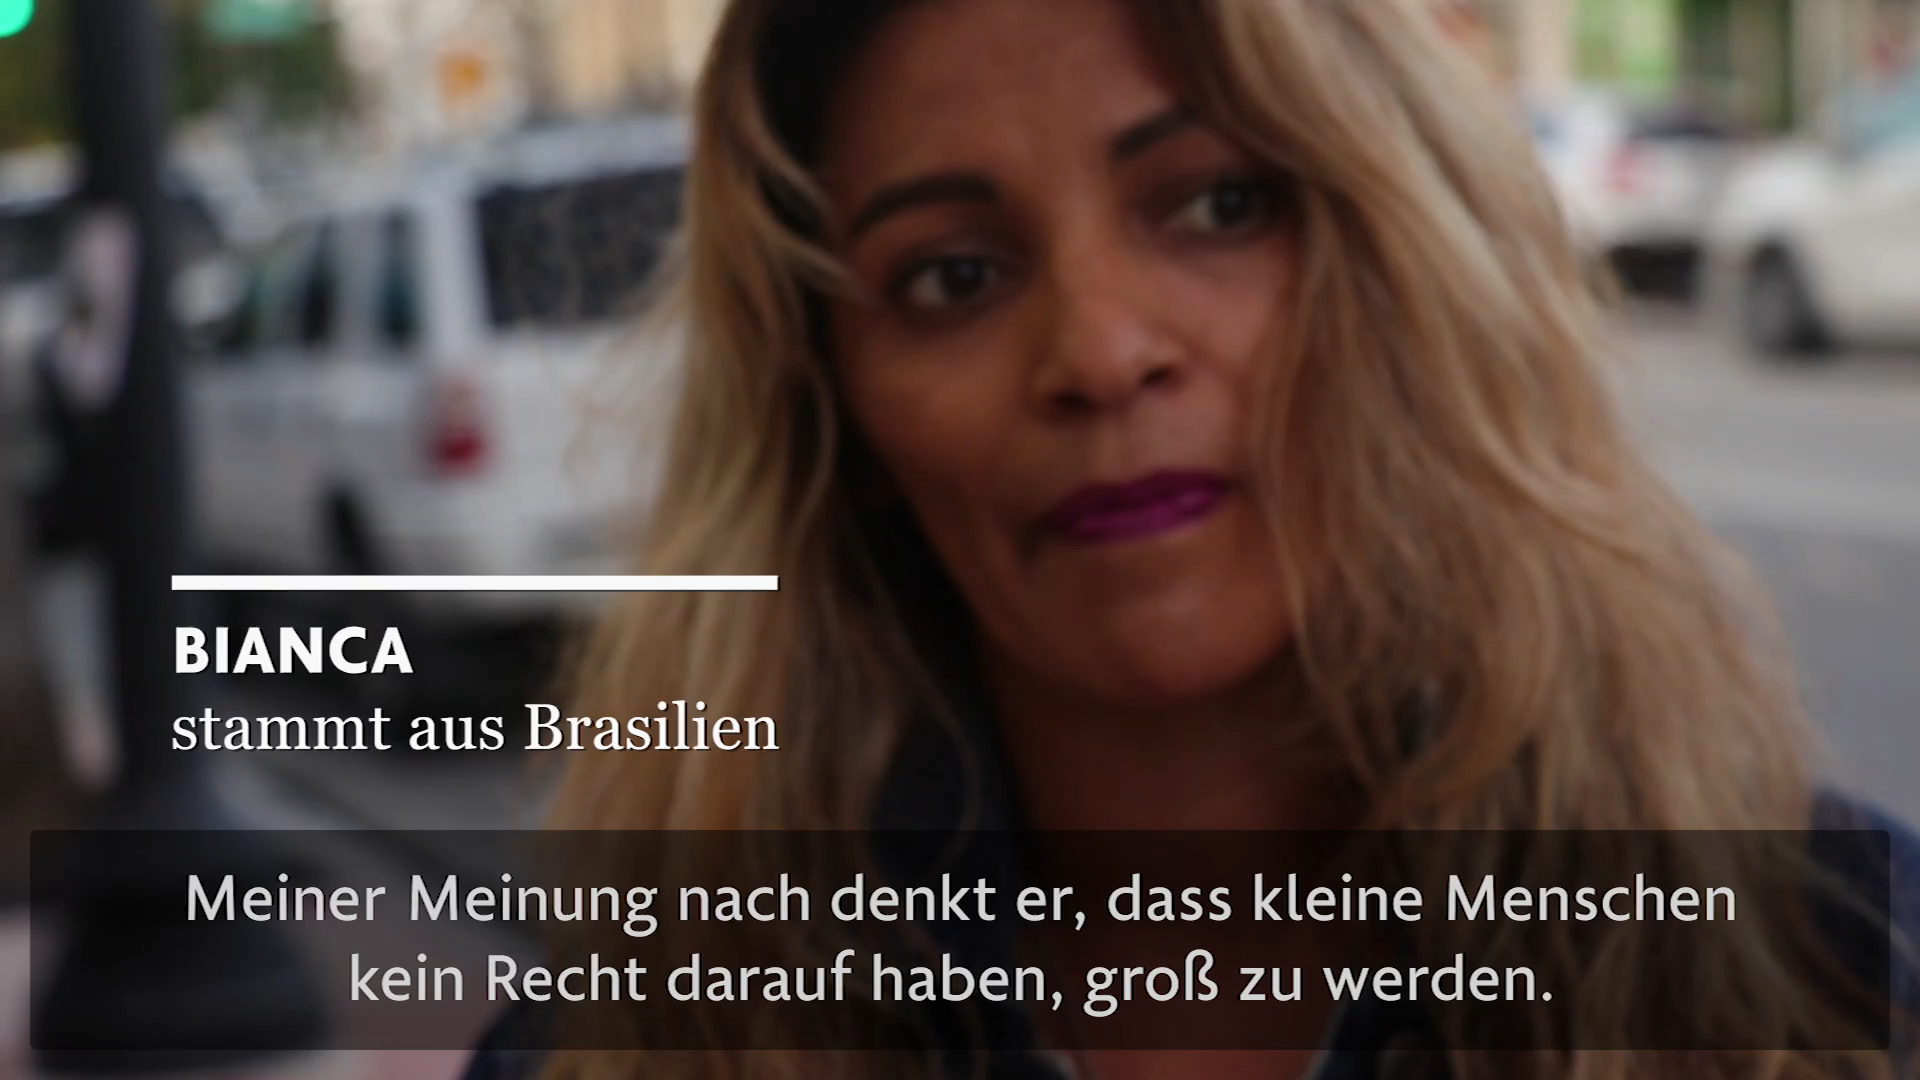 BIANCA
stammt aus Brasilien
Meiner Meinung nach denkt er, dass kleine Menschen
kein Recht darauf haben, groß zu werden.